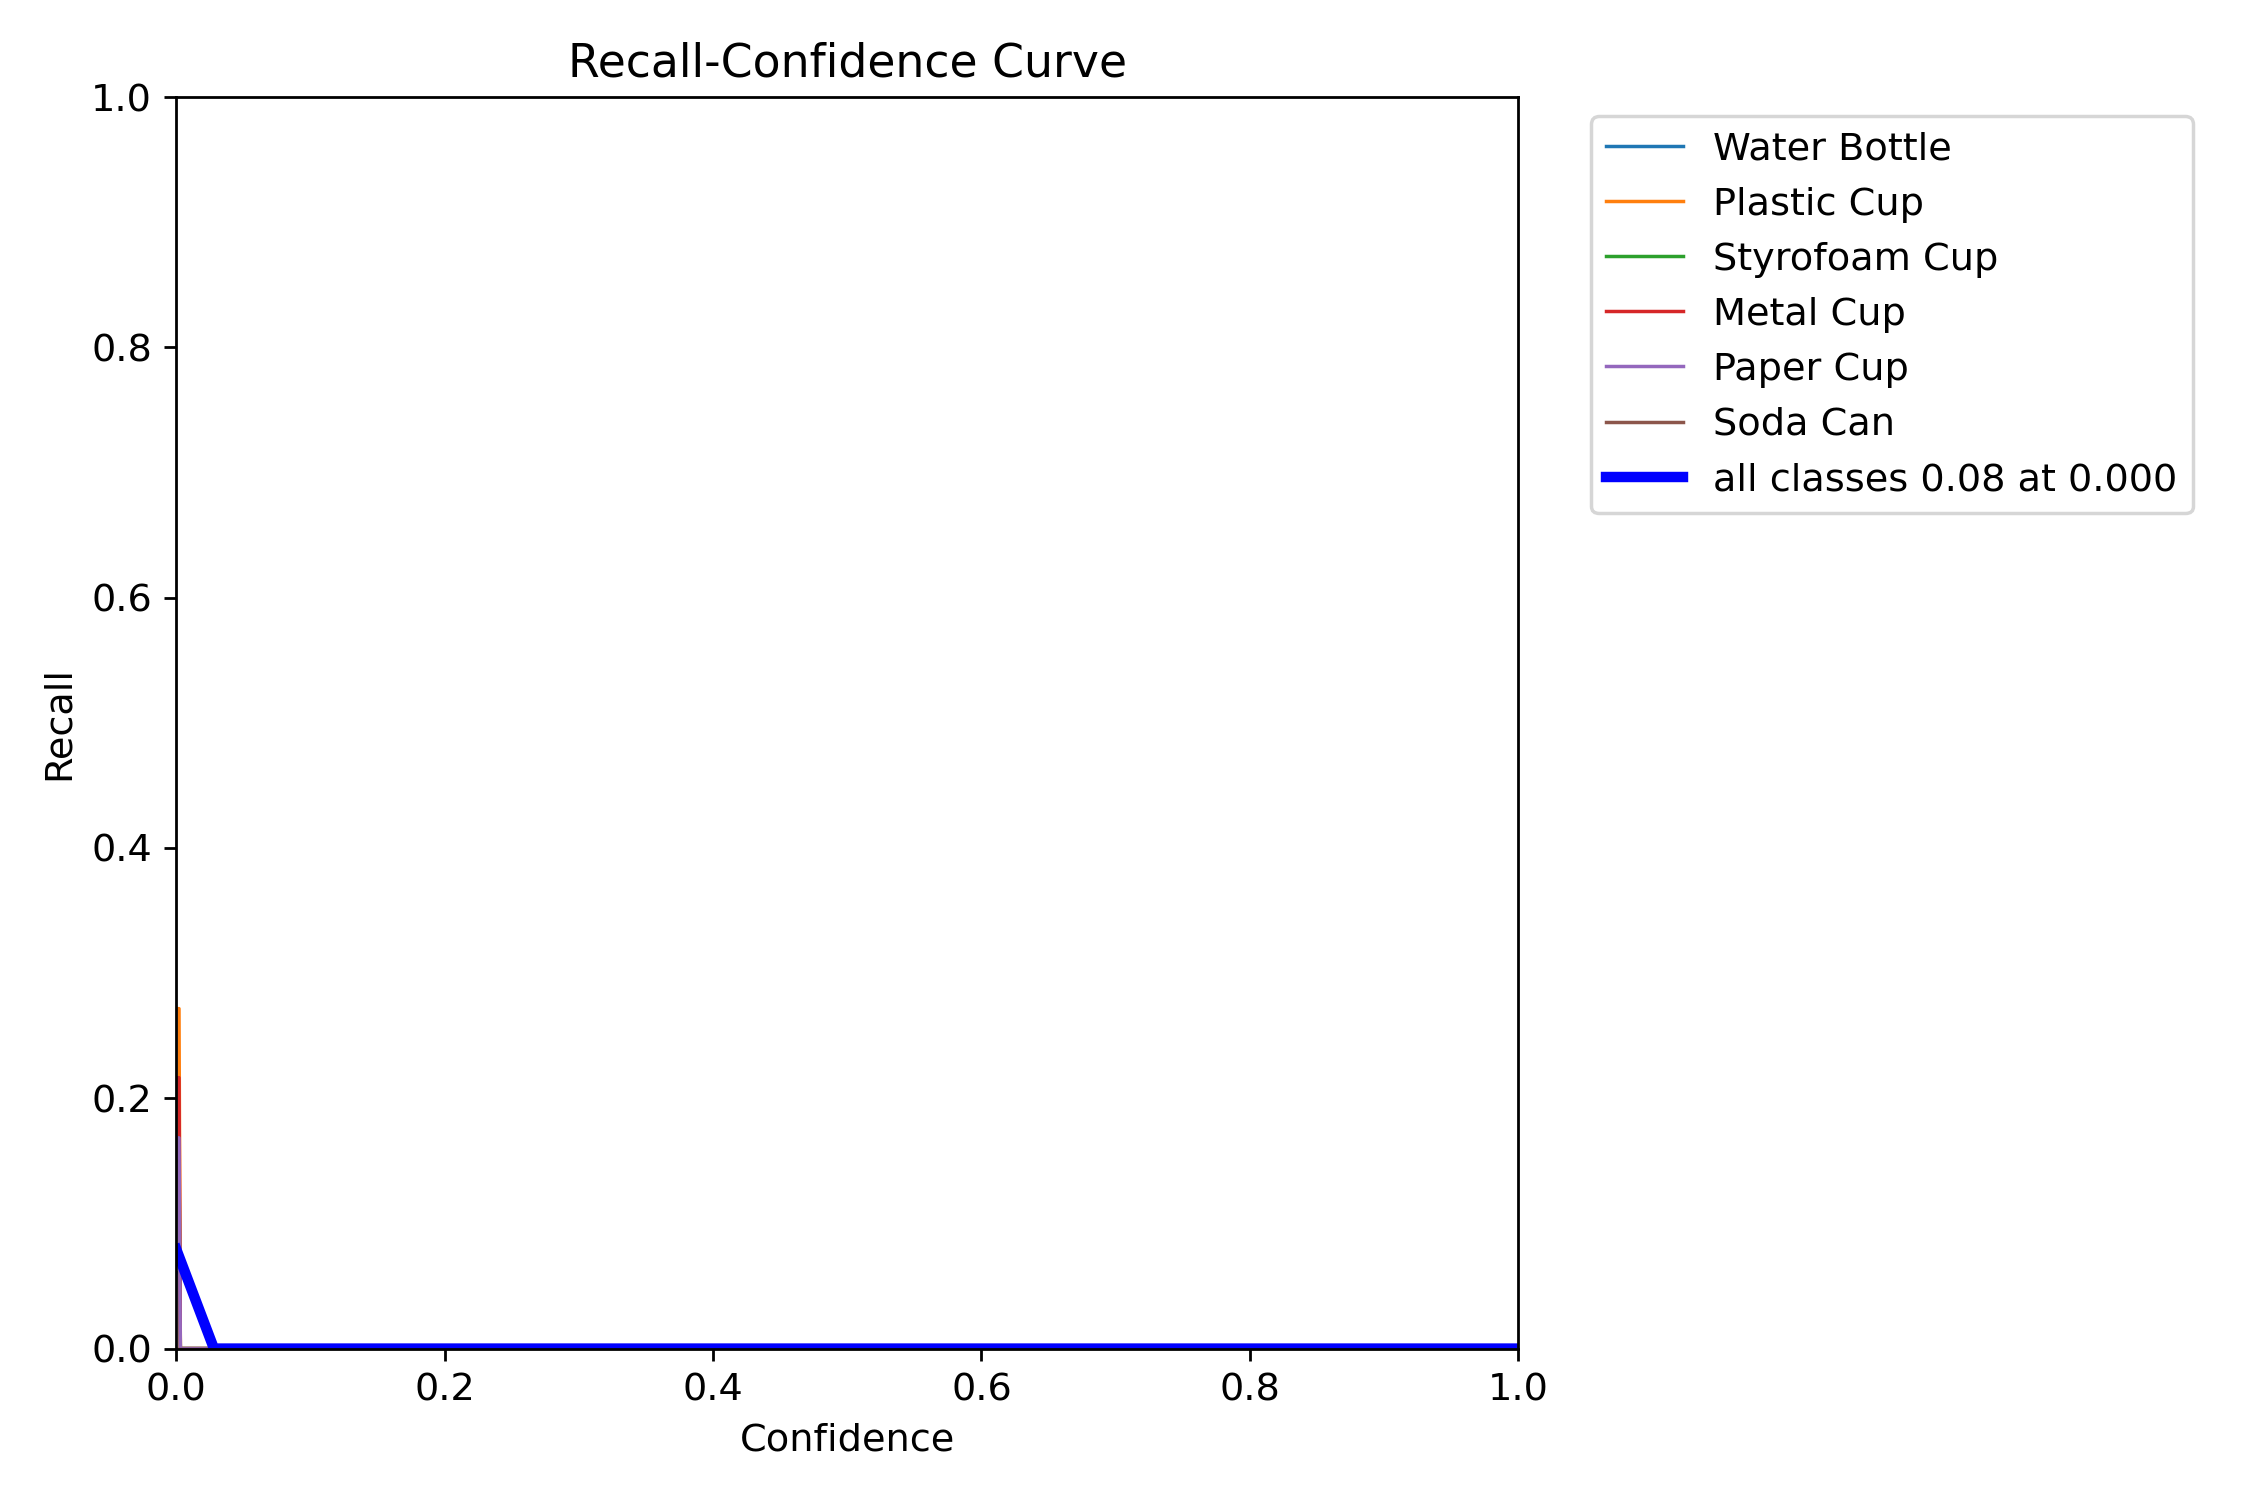 Recall-Confidence Curve
1.0
0.8
0.6
0.4
0.2
0.0
Recall
0.0 0.2 0.4 0.6 0.8 1.0
Confidence
Water Bottle
Plastic Cup
Styrofoam Cup
Metal Cup
Paper Cup
Soda Can
all classes 0.08 at 0.000